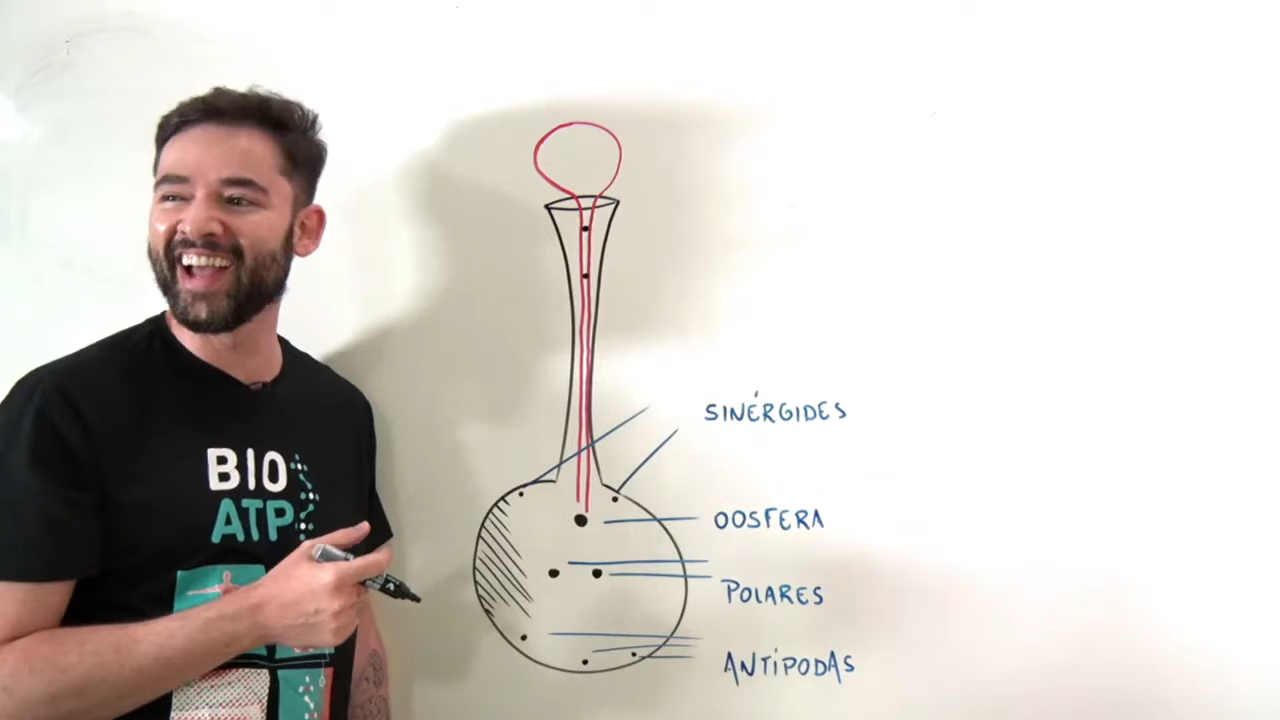 BIO
ATP
SINÉRGIDES
OOSFERA
POLARES
ANTÍPODAS